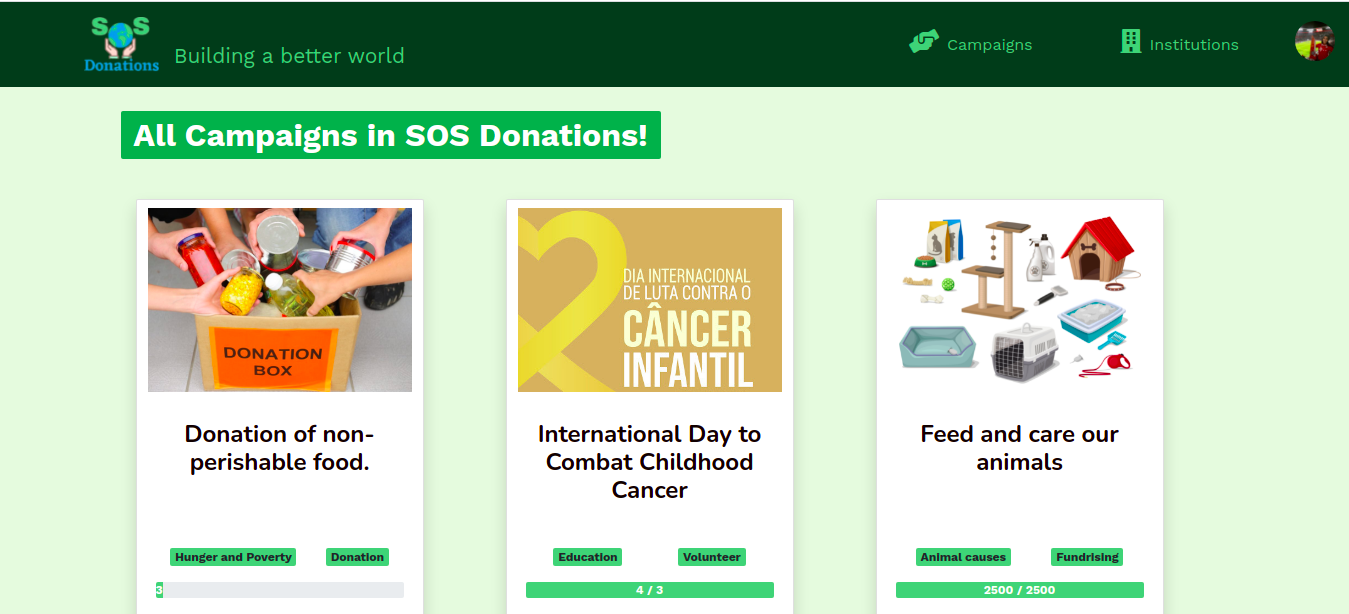 SOS
Donations
Building a better world
Campaigns
Institutions
All Campaigns in SOS Donations!
DONATION
BOX
DIA INTERNACIONAL
DE LUTA CONTRA O
CÂNCER
INFANTIL
Donation of non-
perishable food.
International Day to
Combat Childhood
Cancer
Feed and care our
animals
Hunger and Poverty
Donation
Education
Volunteer
Animal causes
Fundrising
3
4 / 3
2500 / 2500